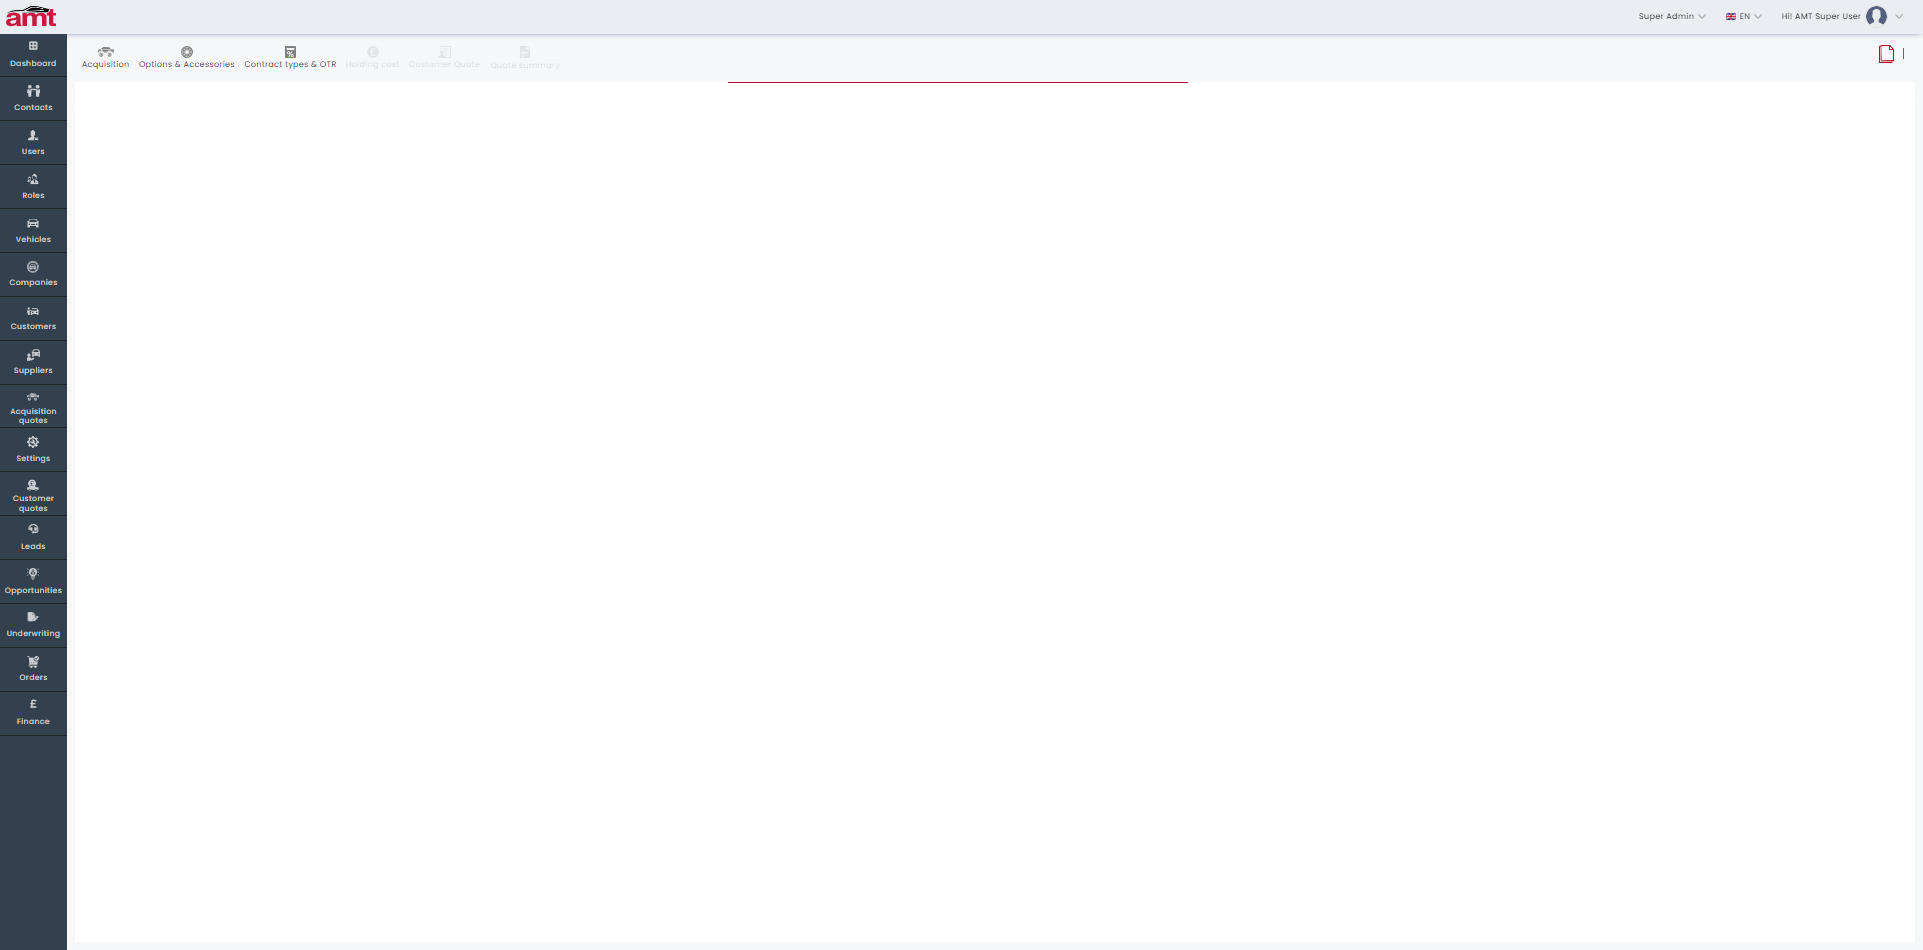 amt
Super Admin
EN
Hi! AMT Super User
Acquisition
Options & Accessories
Contract types & OTR
Holding cost
Customer Quote
Quote summary
Dashboard
Contacts
Users
Roles
Vehicles
Companies
Customers
Suppliers
Acquisition
quotes
Settings
Customer
quotes
Leads
Opportunities
Underwriting
Orders
£
Finance